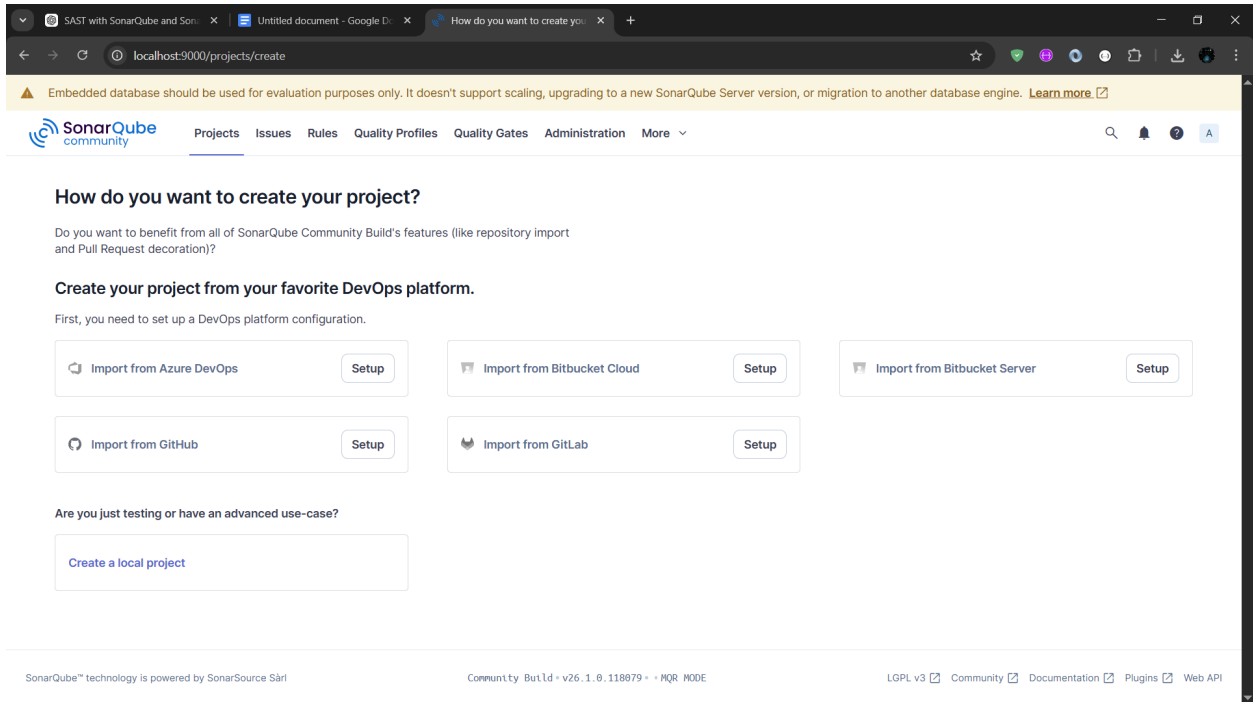 SAST with SonarQube and Sona
Untitled document - Google Do
How do you want to create you
localhost:9000/projects/create
Embedded database should be used for evaluation purposes only. It doesn't support scaling, upgrading to a new SonarQube Server version, or migration to another database engine. Learn more
SonarQube community
Projects Issues Rules Quality Profiles Quality Gates Administration More
A
How do you want to create your project?
Do you want to benefit from all of SonarQube Community Build's features (like repository import
and Pull Request decoration)?
Create your project from your favorite DevOps platform.
First, you need to set up a DevOps platform configuration.
Import from Azure DevOps Setup
Import from Bitbucket Cloud Setup
Import from Bitbucket Server Setup
Import from GitHub Setup
Import from GitLab Setup
Are you just testing or have an advanced use-case?
Create a local project
SonarQube™ technology is powered by SonarSource Sàrl
Community Build • v26.1.0.118079 • • MQR MODE
LGPL v3 Community Documentation Plugins Web API